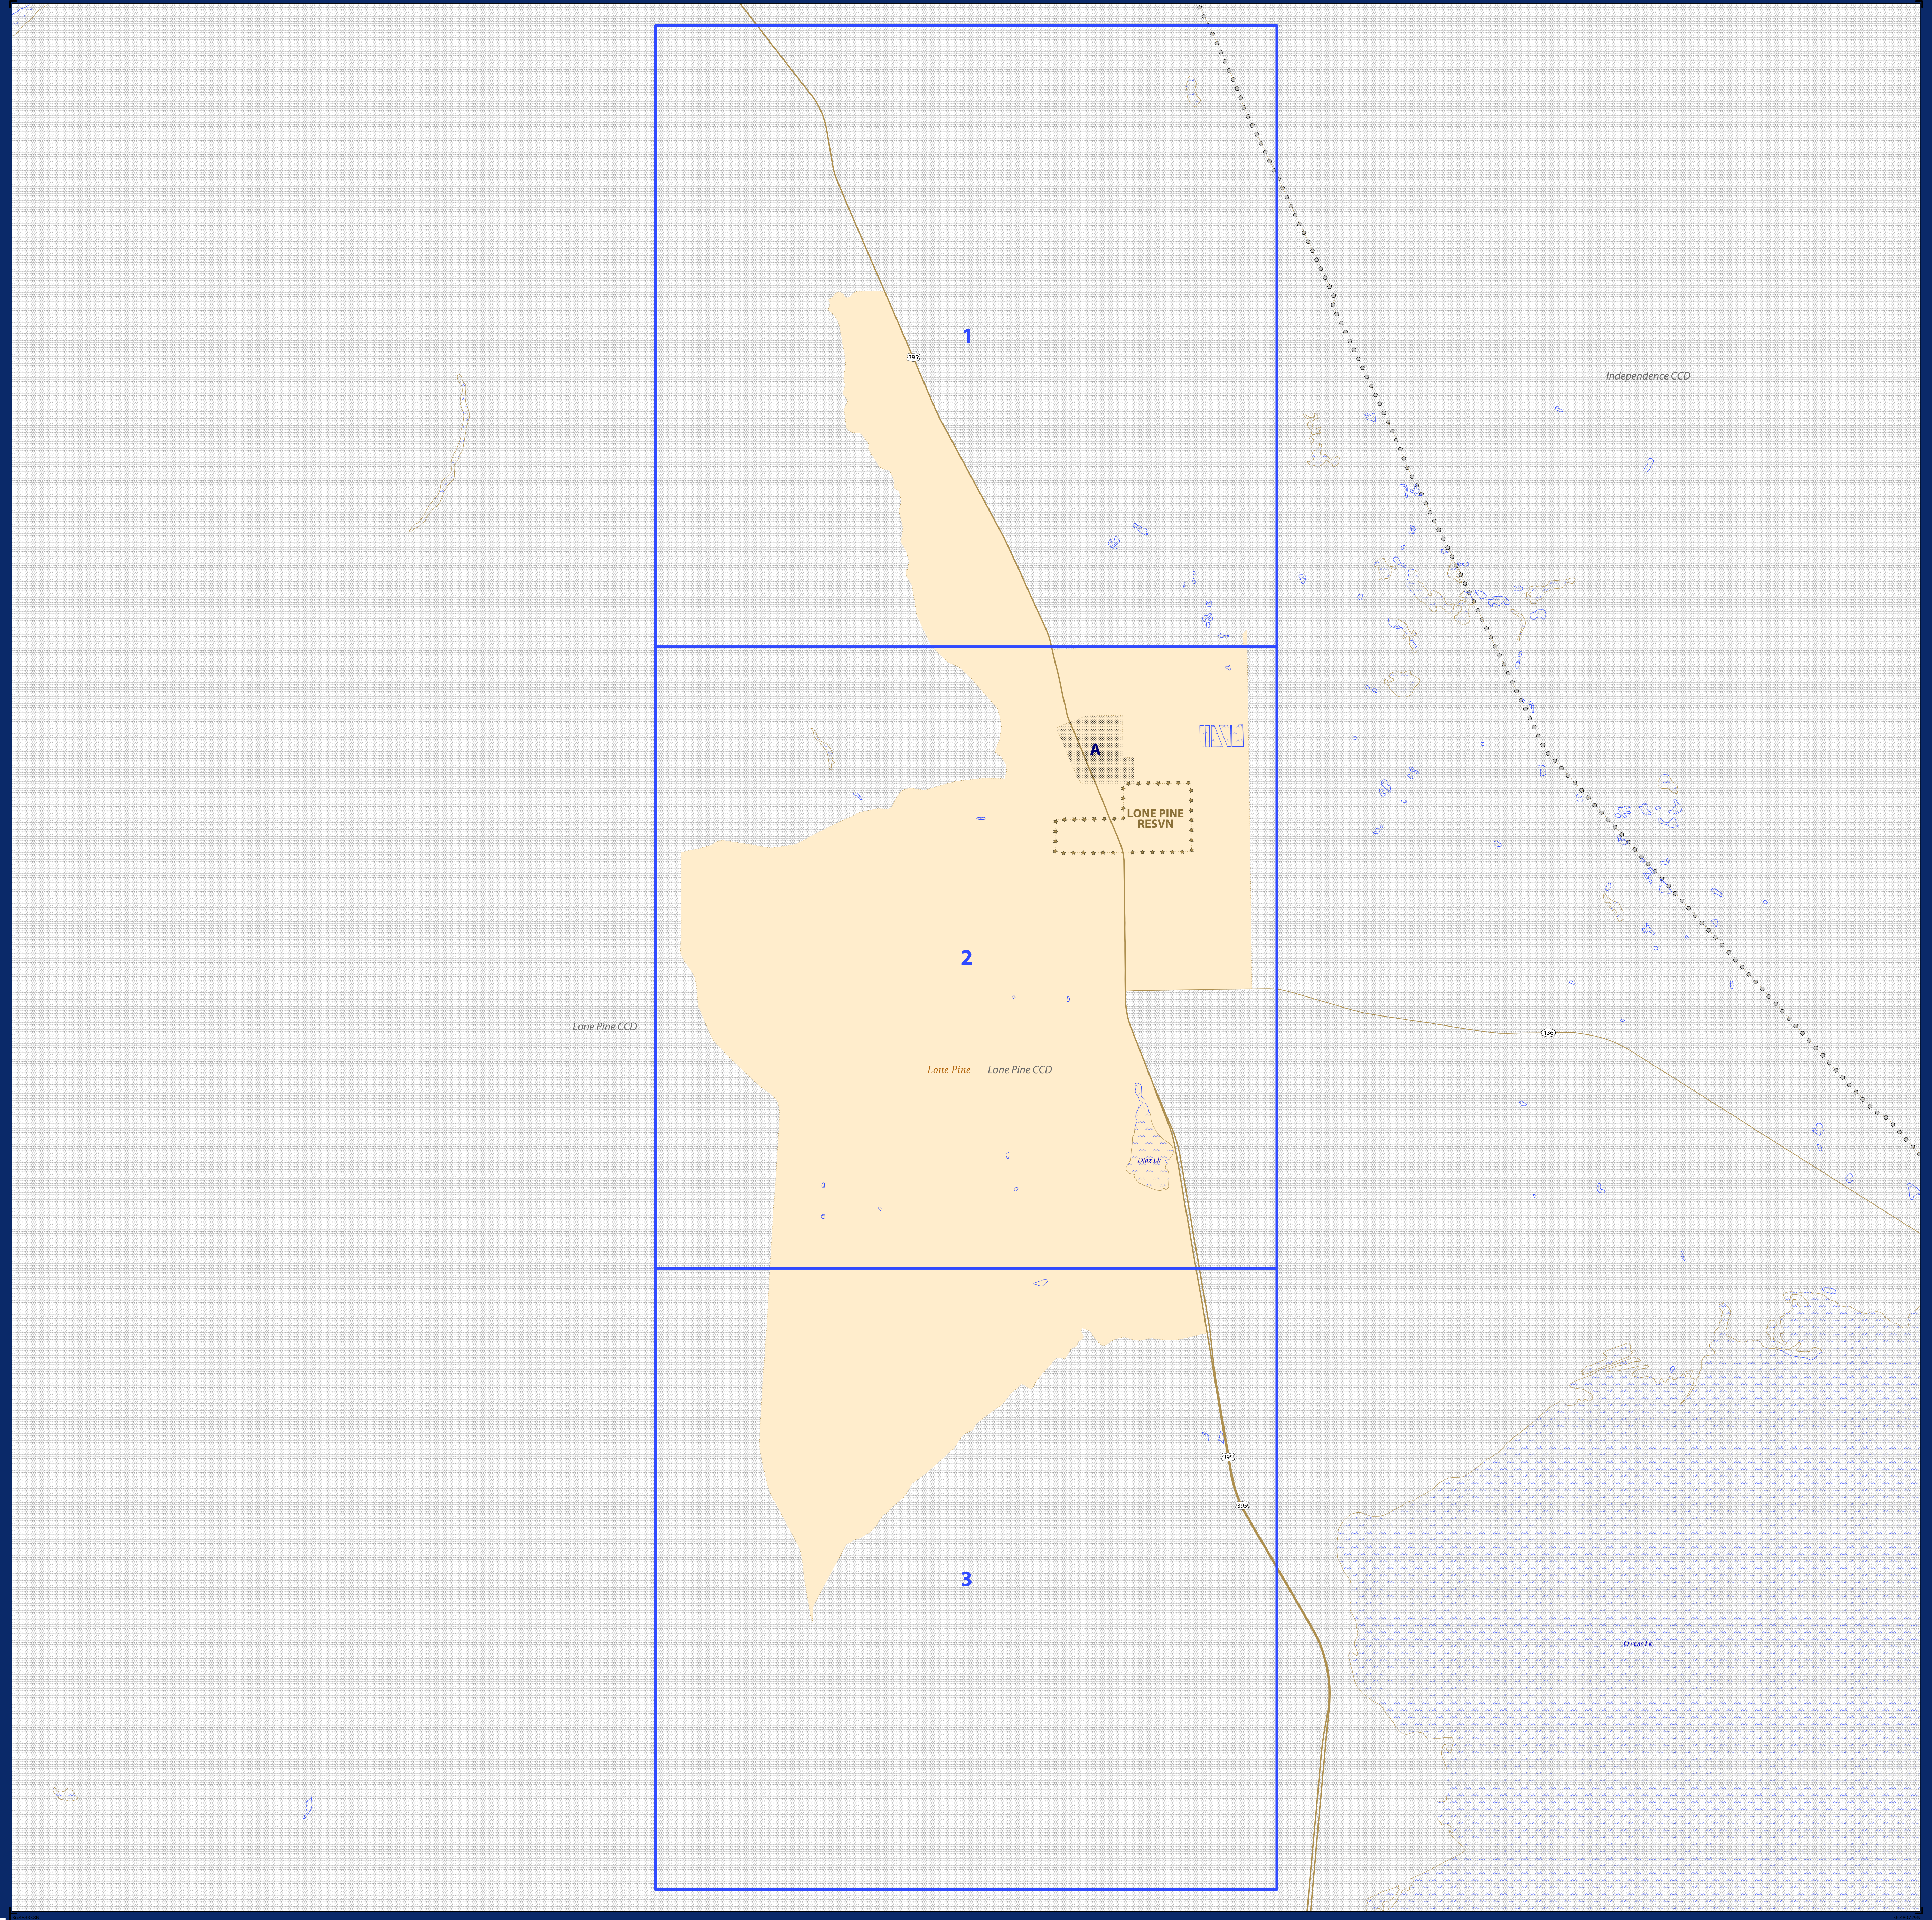 1
395
Independence CCD
A
LONE PINE
RESVN
2
Lone Pine CCD
136
Lone Pine
Lone Pine CCD
Diaz Lk
395
395
3
Owens Lk